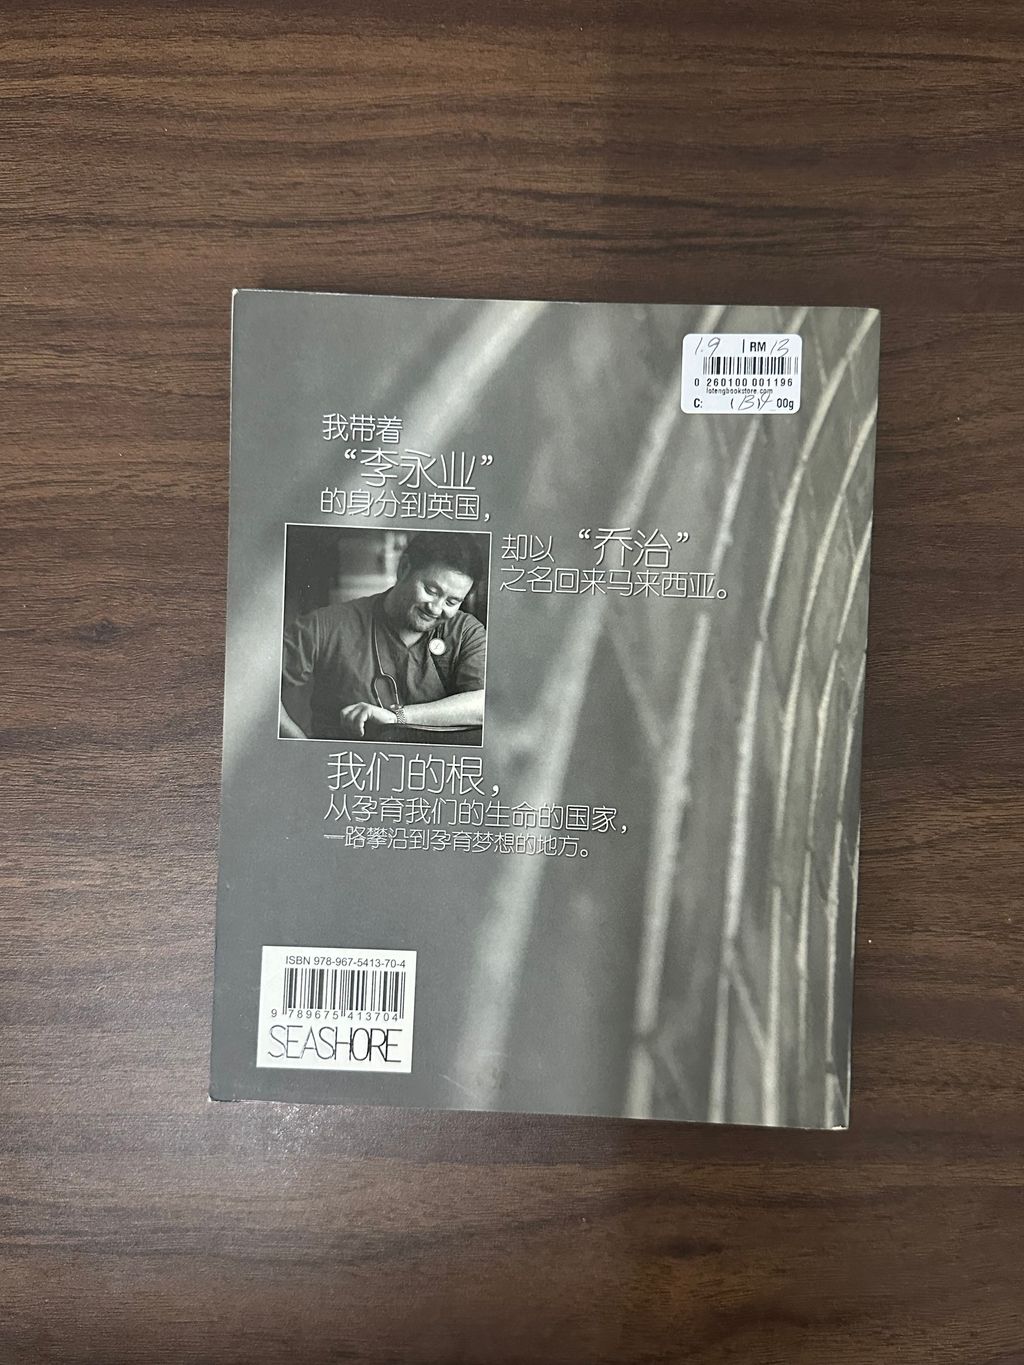 1.9 | RM 13
0 260100 001196
lotengbookstore.com
C: (B) 00g
我带着
“李永业”
的身分到英国，
却以“乔治”
之名回来马来西亚。
我们的根，
从孕育我们的生命的国家，
一路攀沿到孕育梦想的地方。
ISBN 978-967-5413-70-4
9 789675 413704
SEASHORE